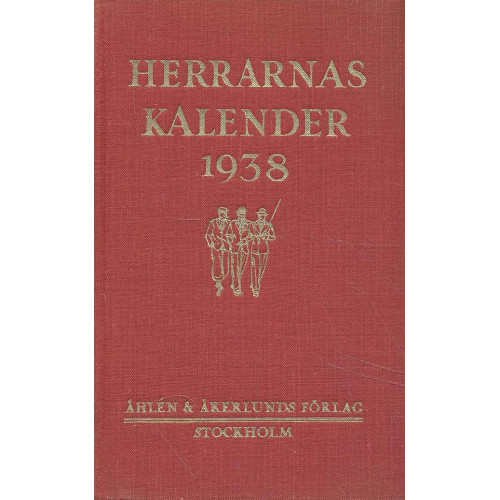 HERRARNAS
KALENDER
1938
ÅHLÉN & ÅKERLUNDS FÖRLAG
STOCKHOLM